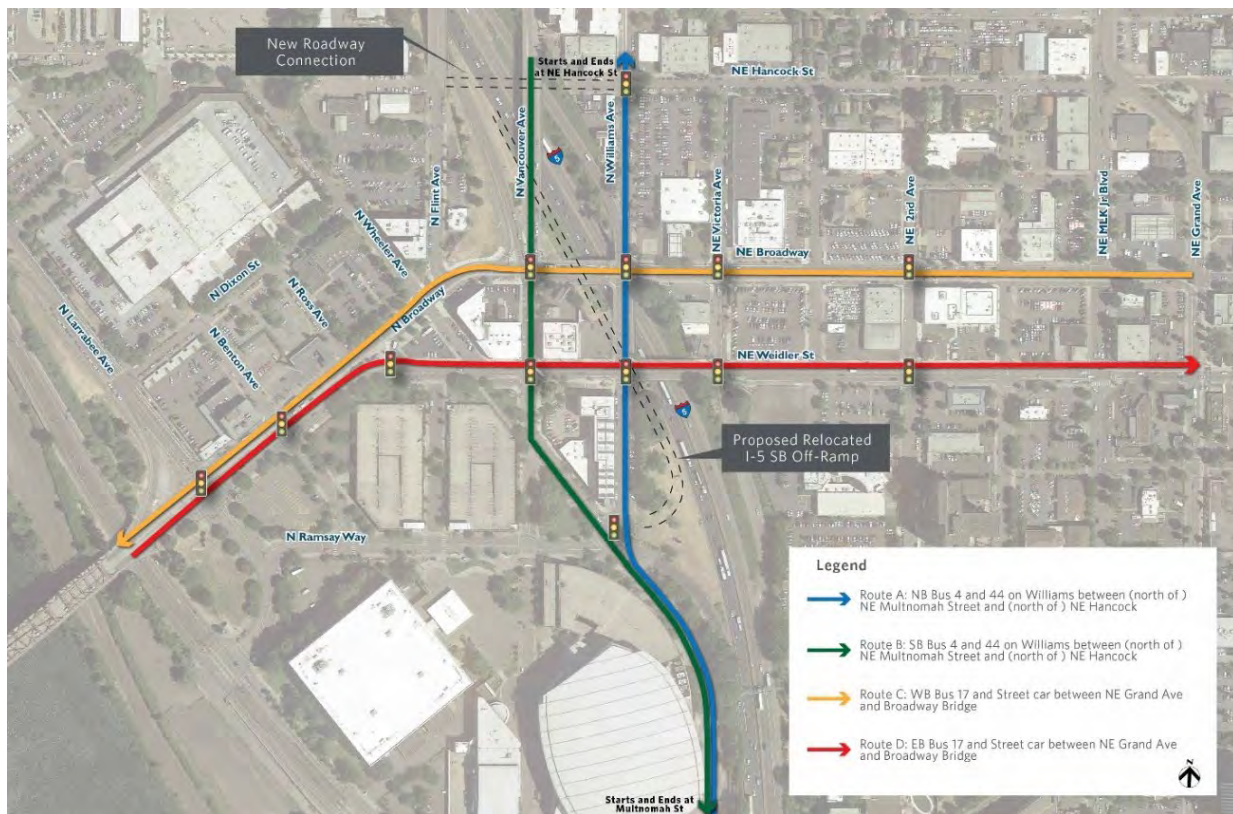 New Roadway
Connection
Starts and Ends
at NE Hancock St
NE Hancock St
N Vancouver Ave
N Williams Ave
5
N Flint Ave
NE Victoria Ave
NE 2nd Ave
NE MLK Jr Blvd
NE Grand Ave
N Wheeler Ave
NE Broadway
N Dixon St
N Ross Ave
N Broadway
N Larrabee Ave
N Benton Ave
NE Weidler St
5
Proposed Relocated
I-5 SB Off-Ramp
N Ramsay Way
Legend
Route A: NB Bus 4 and 44 on Williams between (north of )
NE Multnomah Street and (north of ) NE Hancock
Route B: SB Bus 4 and 44 on Williams between (north of )
NE Multnomah Street and (north of ) NE Hancock
Route C: WB Bus 17 and Street car between NE Grand Ave
and Broadway Bridge
Route D: EB Bus 17 and Street car between NE Grand Ave
and Broadway Bridge
N
Starts and Ends at
Multnomah St